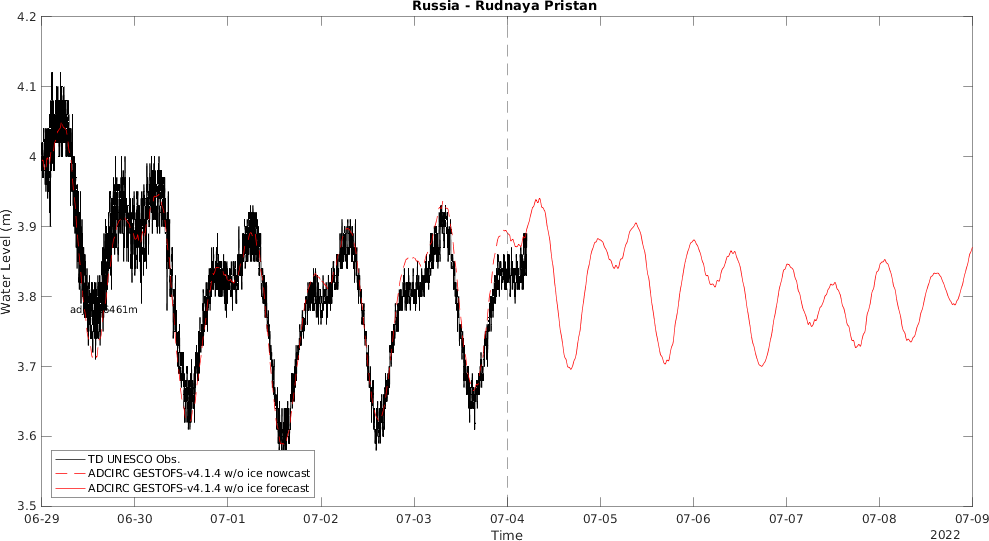 Russia - Rudnaya Pristan
4.2
4.1
4
3.9
3.8
3.7
3.6
3.5
Water Level (m)
461m
TD UNESCO Obs.
ADCIRC GESTOFS-v4.1.4 w/o ice nowcast
ADCIRC GESTOFS-v4.1.4 w/o ice forecast
06-29 06-30 07-01 07-02 07-03 07-04 07-05 07-06 07-07 07-08 07-09
Time
2022